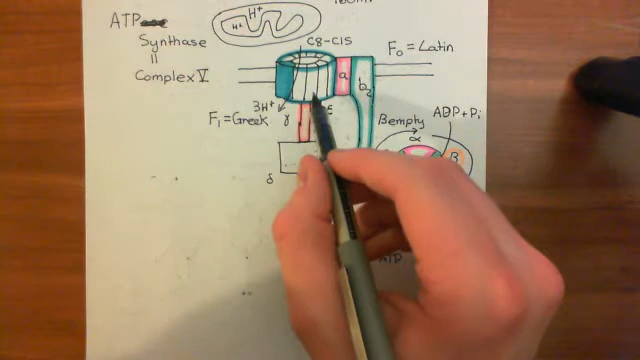 ATP
H+
H+
Synthase
=
Complex V
C8-C15
F₀ = Latin
a
b₂
3H+
γ
ε
F₁ = Greek
δ
ADP + Pi
Bempty
α
β